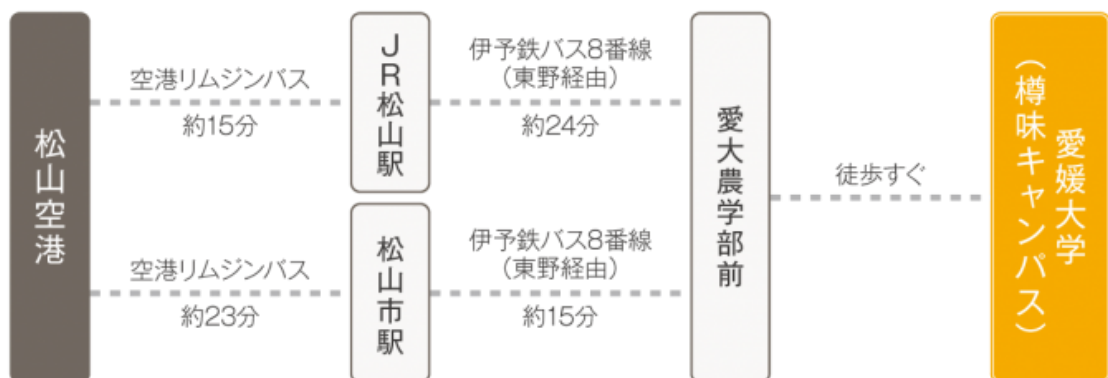 松山空港
空港リムジンバス
約15分
JR松山駅
伊予鉄バス8番線
（東野経由）
約24分
空港リムジンバス
約23分
松山市駅
伊予鉄バス8番線
（東野経由）
約15分
愛大農学部前
徒歩すぐ
愛媛大学
（樽味キャンパス）